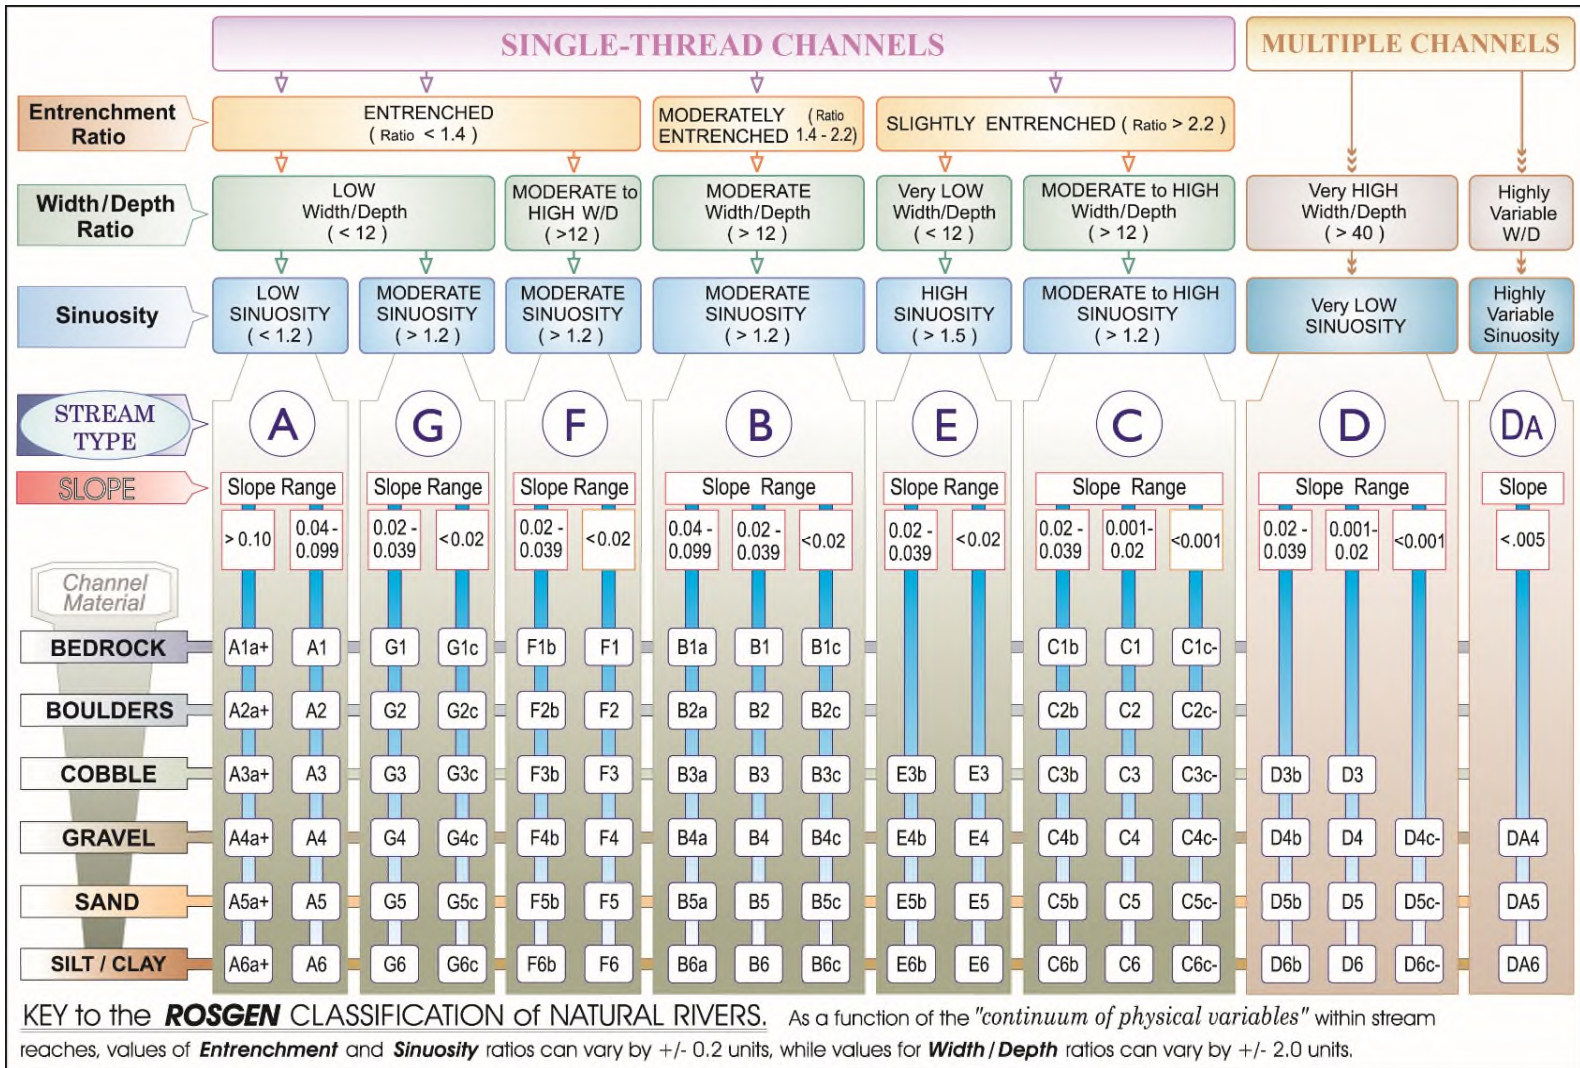 SINGLE-THREAD CHANNELS
MULTIPLE CHANNELS
Entrenchment
Ratio
ENTRENCHED
( Ratio < 1.4 )
MODERATELY ( Ratio
ENTRENCHED 1.4 - 2.2)
SLIGHTLY ENTRENCHED ( Ratio > 2.2 )
Width/Depth
Ratio
LOW
Width/Depth
( < 12 )
MODERATE to
HIGH W/D
( >12 )
MODERATE
Width/Depth
( > 12 )
Very LOW
Width/Depth
( < 12 )
MODERATE to HIGH
Width/Depth
( > 12 )
Very HIGH
Width/Depth
( > 40 )
Highly
Variable
W/D
Sinuosity
LOW
SINUOSITY
( < 1.2 )
MODERATE
SINUOSITY
( > 1.2 )
MODERATE
SINUOSITY
( > 1.2 )
MODERATE
SINUOSITY
( > 1.2 )
HIGH
SINUOSITY
( > 1.5 )
MODERATE to HIGH
SINUOSITY
( > 1.2 )
Very LOW
SINUOSITY
Highly
Variable
Sinuosity
STREAM
TYPE
A G F B E C D DA
SLOPE
Slope Range Slope Range Slope Range Slope Range Slope Range Slope Range Slope Range Slope
> 0.10
0.04 -
0.099
0.02 -
0.039
< 0.02
0.02 -
0.039
<0.02
0.04 -
0.099
0.02 -
0.039
<0.02
0.02 -
0.039
<0.02
0.02 -
0.039
0.001-
0.02
<0.001
0.02 -
0.039
0.001-
0.02
<0.001
<.005
Channel
Material
BEDROCK A1a+ A1 G1 G1c F1b F1 B1a B1 B1c C1b C1 C1c-
BOULDERS A2a+ A2 G2 G2c F2b F2 B2a B2 B2c C2b C2 C2c-
COBBLE A3a+ A3 G3 G3c F3b F3 B3a B3 B3c E3b E3 C3b C3 C3c- D3b D3
GRAVEL A4a+ A4 G4 G4c F4b F4 B4a B4 B4c E4b E4 C4b C4 C4c- D4b D4 D4c- DA4
SAND A5a+ A5 G5 G5c F5b F5 B5a B5 B5c E5b E5 C5b C5 C5c- D5b D5 D5c- DA5
SILT / CLAY A6a+ A6 G6 G6c F6b F6 B6a B6 B6c E6b E6 C6b C6 C6c- D6b D6 D6c- DA6
KEY to the ROSGEN CLASSIFICATION of NATURAL RIVERS. As a function of the "continuum of physical variables" within stream
reaches, values of Entrenchment and Sinuosity ratios can vary by +/- 0.2 units, while values for Width / Depth ratios can vary by +/- 2.0 units.